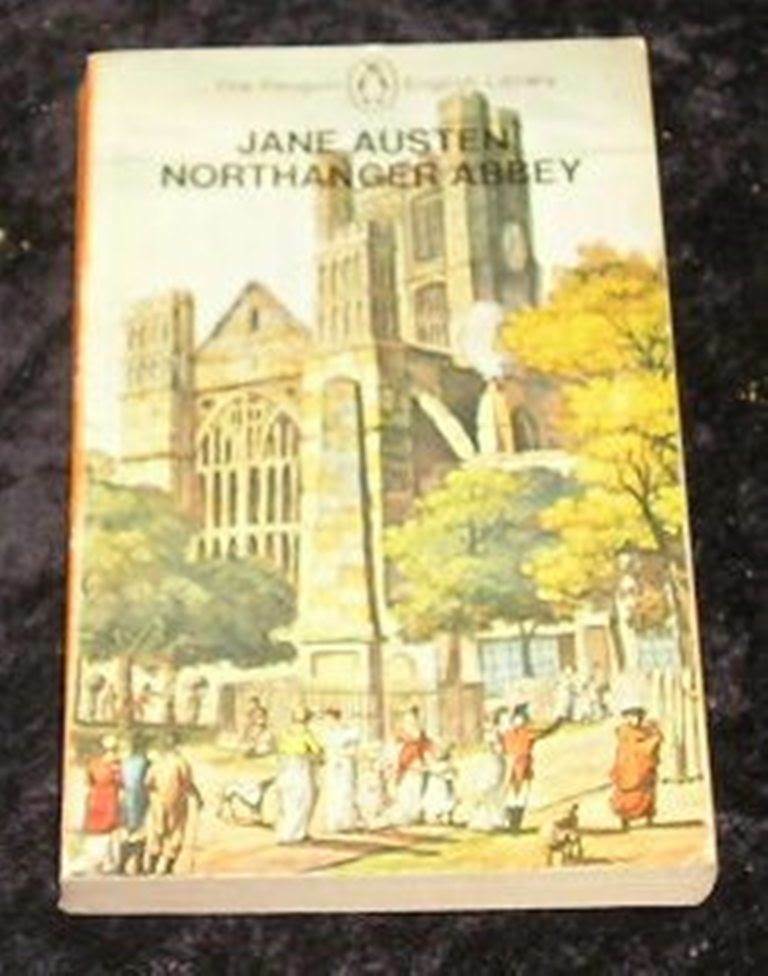 The Penguin English Library
JANE AUSTEN
NORTHANGER ABBEY